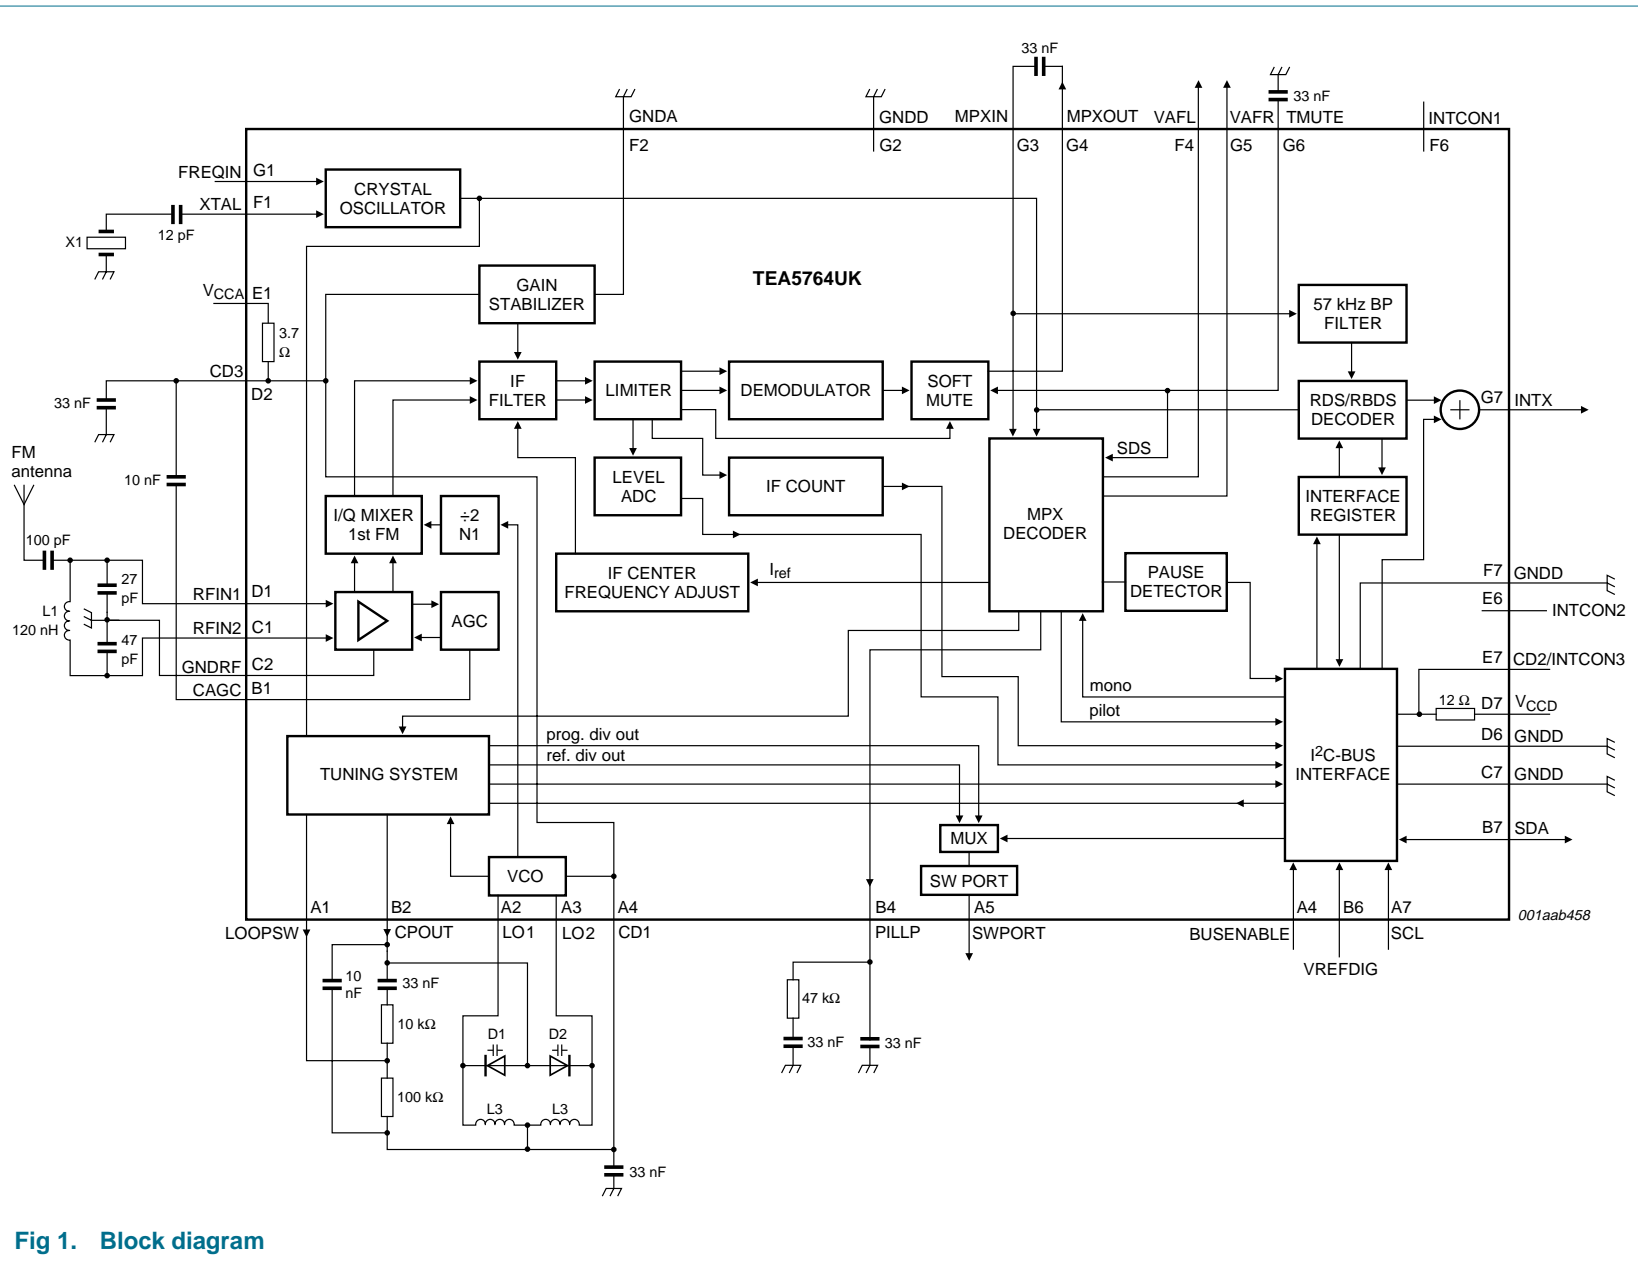 33 nF
33 nF
GNDA
GNDD
MPXIN
MPXOUT
VAFL
VAFR
TMUTE
INTCON1
F2
G2
G3
G4
F4
G5
G6
F6
FREQIN
G1
XTAL
F1
12 pF
X1
CRYSTAL
OSCILLATOR
TEA5764UK
VCCA
E1
3.7
Ω
GAIN
STABILIZER
57 kHz BP
FILTER
CD3
D2
33 nF
IF
FILTER
LIMITER
DEMODULATOR
SOFT
MUTE
RDS/RBDS
DECODER
G7
INTX
FM
antenna
10 nF
SDS
LEVEL
ADC
IF COUNT
I/Q MIXER
1st FM
÷2
N1
MPX
DECODER
INTERFACE
REGISTER
100 pF
IF CENTER
FREQUENCY ADJUST
Iref
PAUSE
DETECTOR
27
pF
L1
120 nH
47
pF
RFIN1
D1
RFIN2
C1
GNDRF
C2
CAGC
B1
AGC
F7
GNDD
E6
INTCON2
E7
CD2/INTCON3
mono
pilot
12 Ω
D7
VCCD
D6
GNDD
C7
GNDD
B7
SDA
prog. div out
ref. div out
TUNING SYSTEM
I2C-BUS
INTERFACE
MUX
SW PORT
VCO
A1
B2
A2
A3
A4
B4
A5
A4
B6
A7
001aab458
LOOPSW
CPOUT
LO1
LO2
CD1
PILLP
SWPORT
BUSENABLE
VREFDIG
SCL
10
nF
33 nF
10 kΩ
100 kΩ
D1
D2
L3
L3
33 nF
47 kΩ
33 nF
33 nF
Fig 1. Block diagram